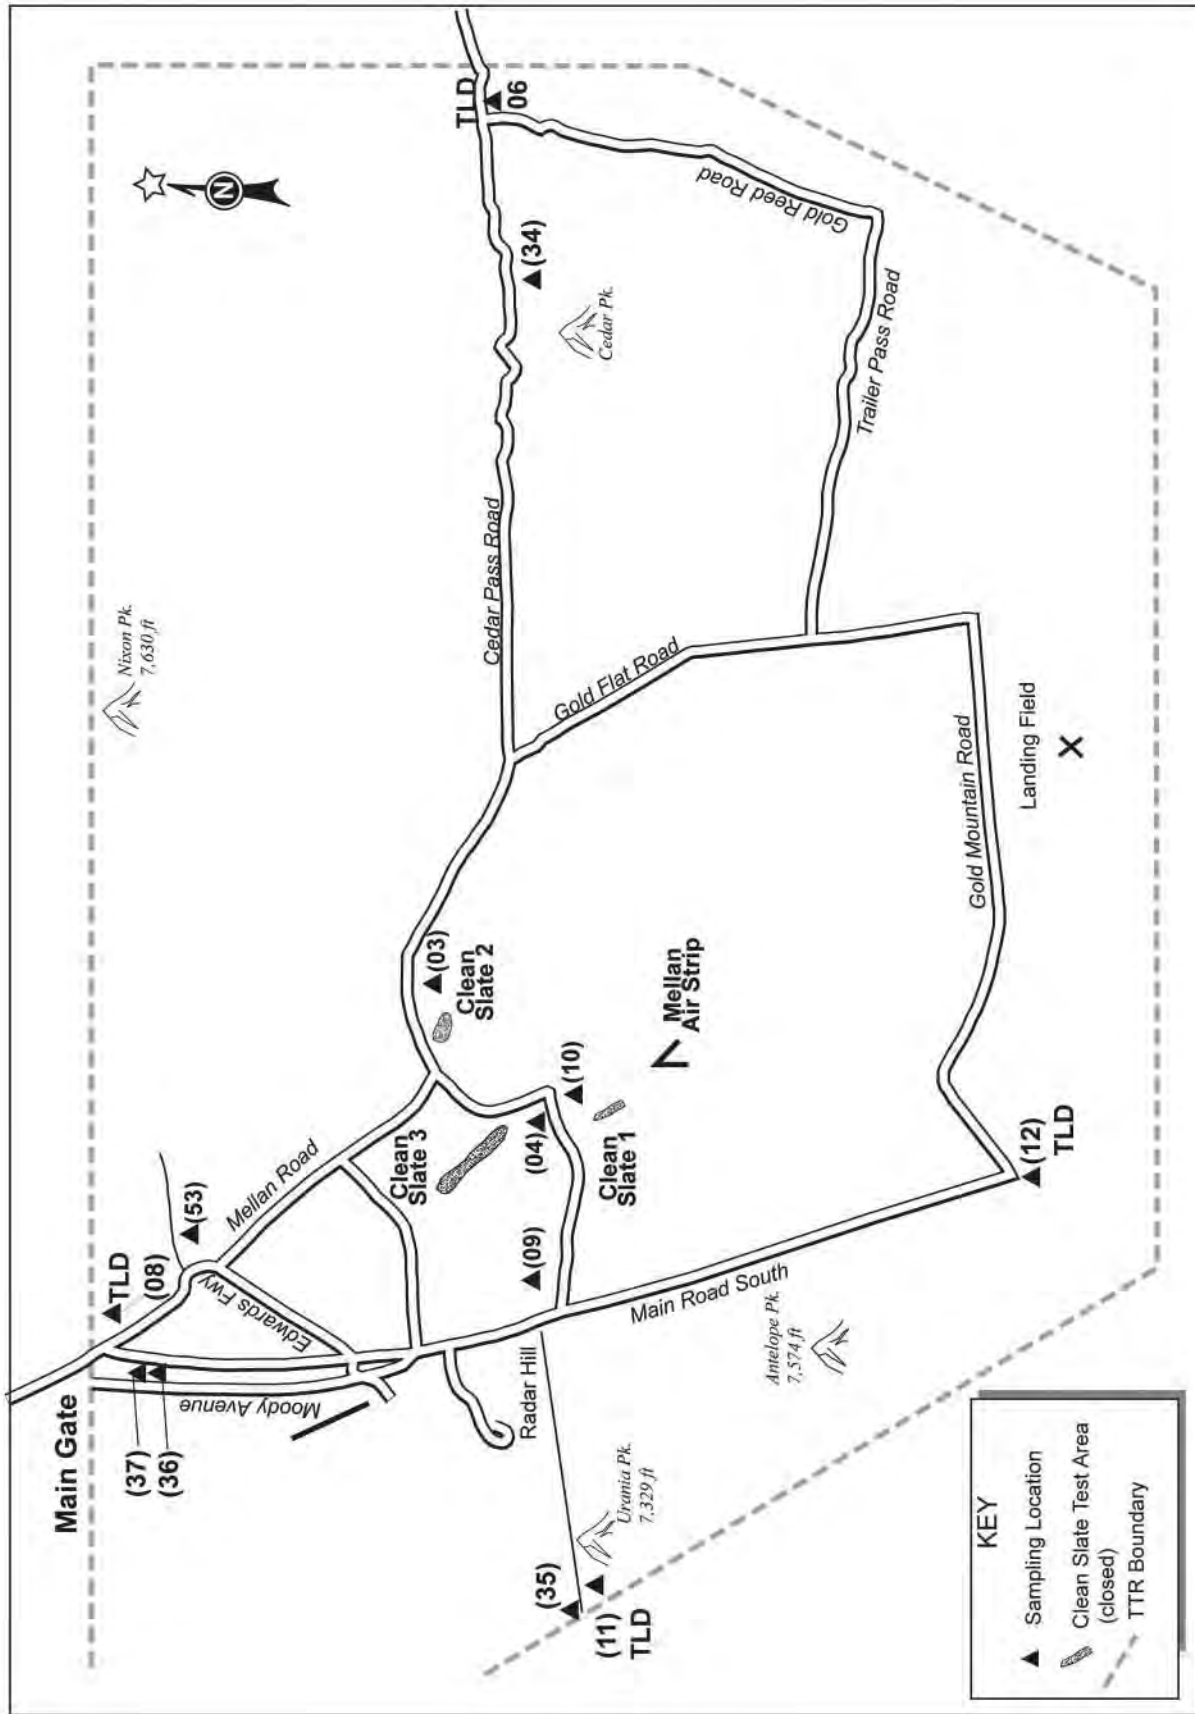 Main Gate
(37)
(36)
Moody Avenue
TLD
(08)
(53)
Edwards Fwy
Mellan Road
Nixon Pk.
7,630 ft
N
TLD
06
(34)
Cedar Pk.
Cedar Pass Road
Gold Reed Road
Trailer Pass Road
Gold Flat Road
(03)
Clean
Slate 2
Clean
Slate 3
(04)
(10)
Clean
Slate 1
(09)
Mellan
Air Strip
Radar Hill
(35)
(11)
TLD
Urania Pk.
7,329 ft
Main Road South
Antelope Pk.
7,574 ft
(12)
TLD
Gold Mountain Road
Landing Field
X
KEY
Sampling Location
Clean Slate Test Area
(closed)
TTR Boundary